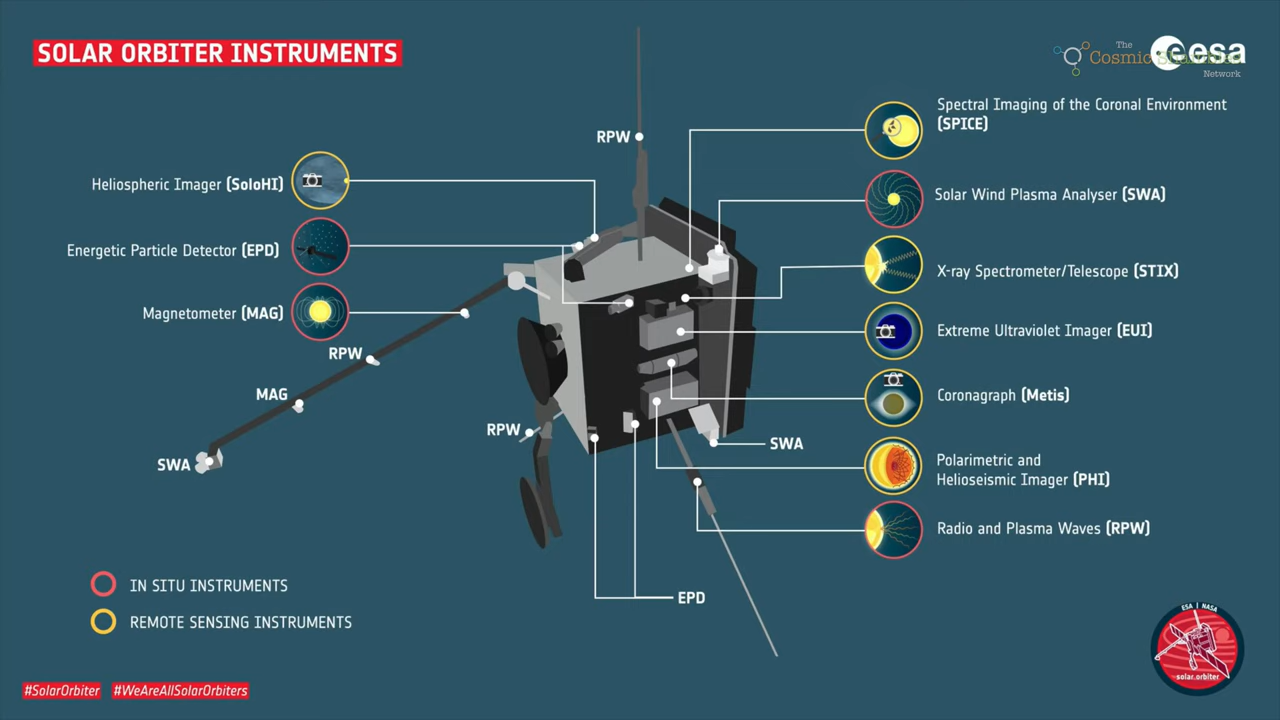 SOLAR ORBITER INSTRUMENTS
The
Cosmic
Network
esa
Spectral Imaging of the Coronal Environment
(SPICE)
RPW
Heliospheric Imager (SoloHI)
Solar Wind Plasma Analyser (SWA)
Energetic Particle Detector (EPD)
X-ray Spectrometer/Telescope (STIX)
Magnetometer (MAG)
Extreme Ultraviolet Imager (EUI)
RPW
MAG
Coronagraph (Metis)
RPW
SWA
SWA
Polarimetric and
Helioseismic Imager (PHI)
Radio and Plasma Waves (RPW)
EPD
IN SITU INSTRUMENTS
REMOTE SENSING INSTRUMENTS
ESA | NASA
solar.orbiter
#SolarOrbiter #WeAreAllSolarOrbiters